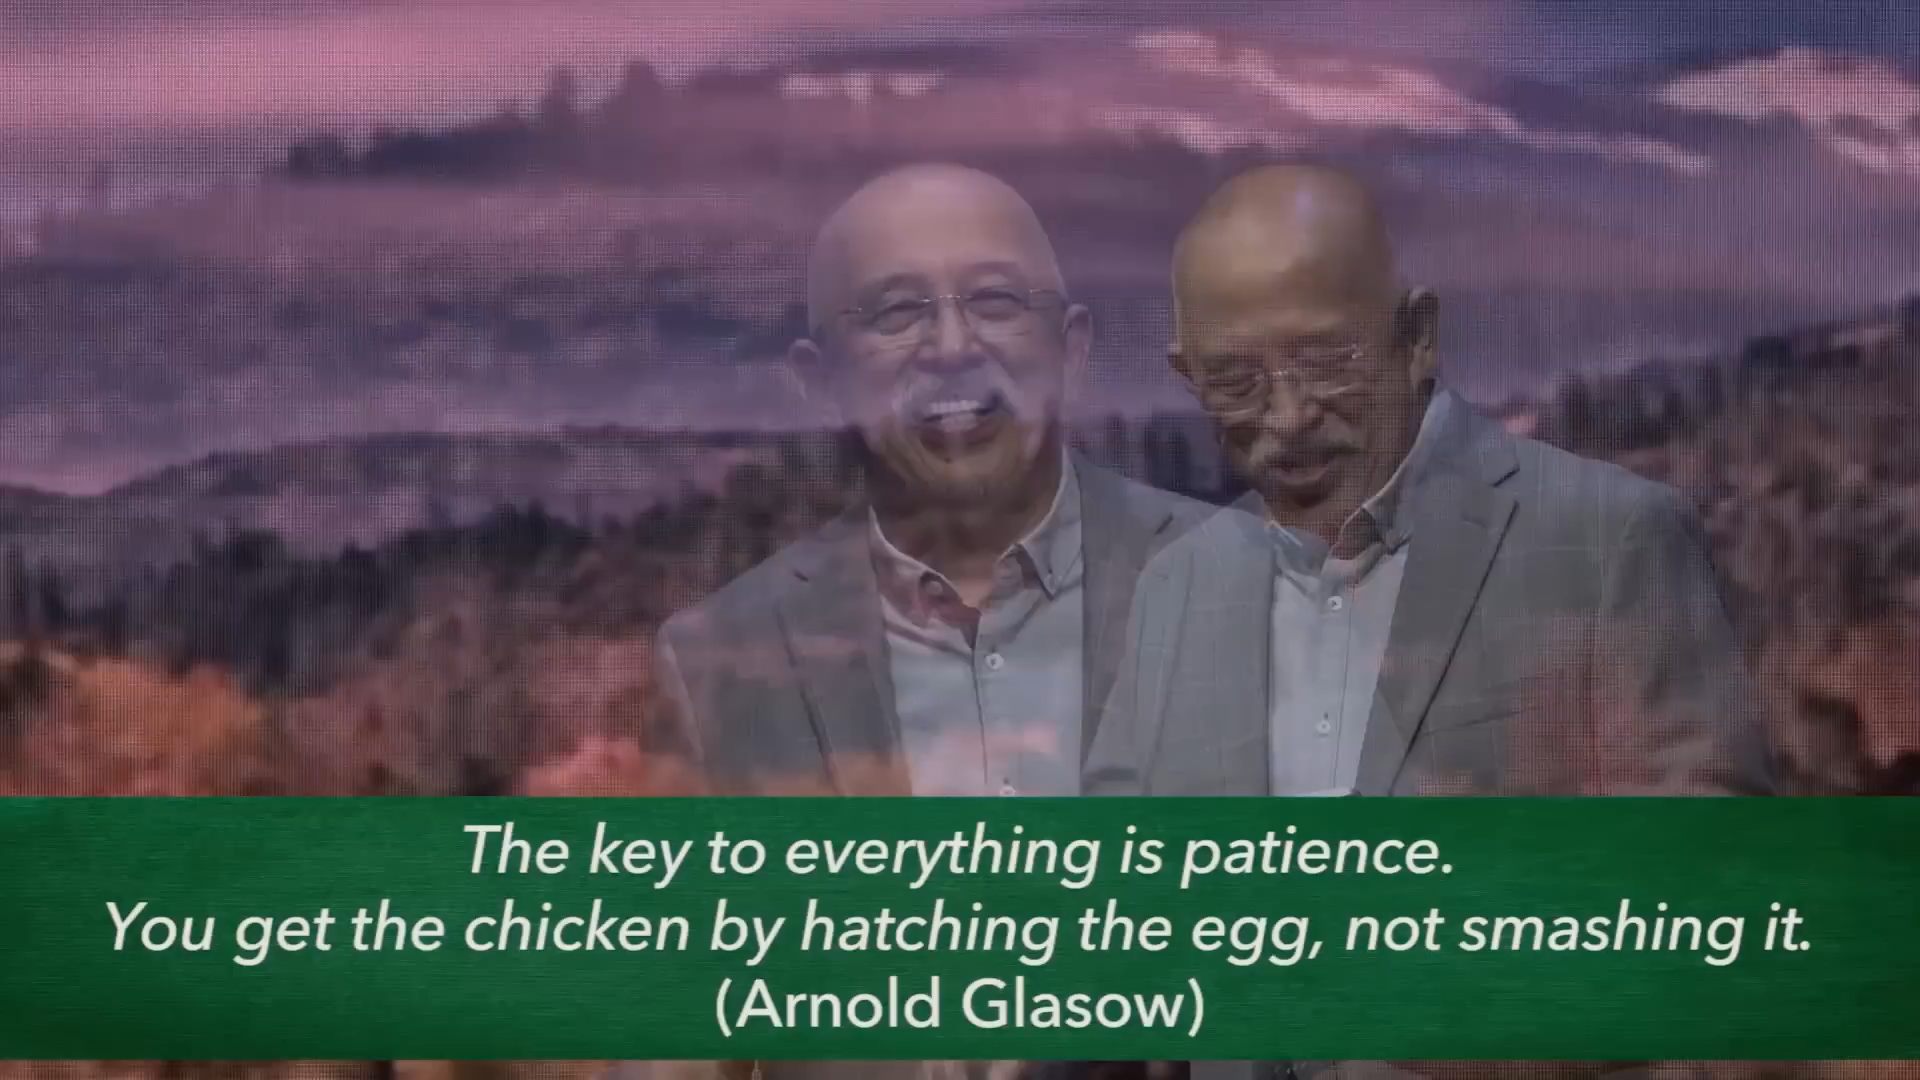 The key to everything is patience.
You get the chicken by hatching the egg, not smashing it.
(Arnold Glasow)